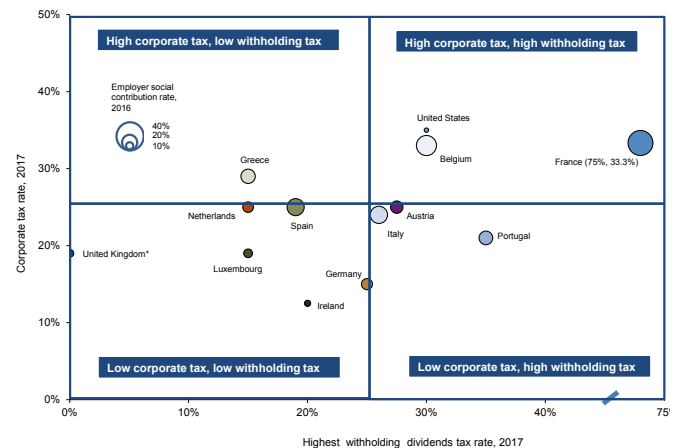 50%
High corporate tax, low withholding tax
High corporate tax, high withholding tax
Employer social
contribution rate,
2016
40%
20%
10%
40%
United States
Greece
Belgium
France (75%, 33.3%)
30%
Corporate tax rate, 2017
Netherlands
Spain
Austria
Italy
Portugal
20%
United Kingdom*
Luxembourg
Germany
Ireland
10%
Low corporate tax, low withholding tax
Low corporate tax, high withholding tax
0%
0%
10%
20%
30%
40%
75%
Highest withholding dividends tax rate, 2017